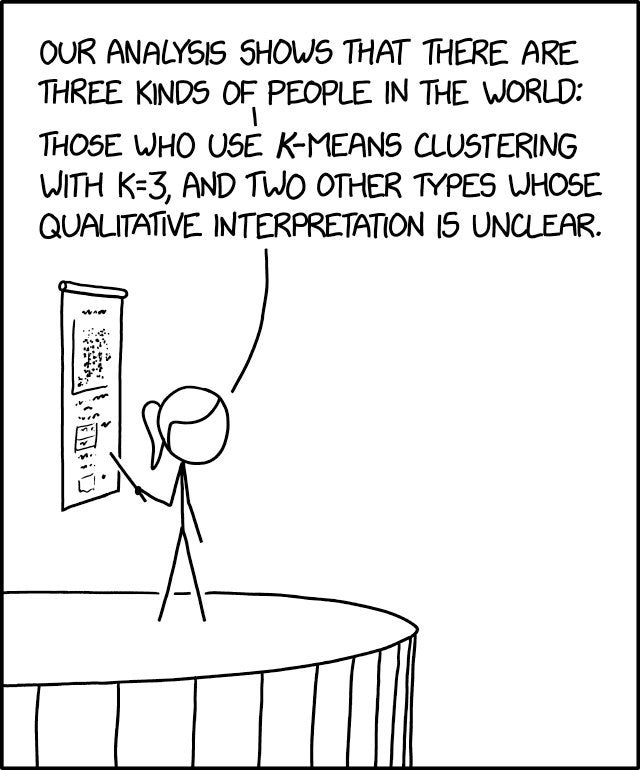 OUR ANALYSIS SHOWS THAT THERE ARE
THREE KINDS OF PEOPLE IN THE WORLD:
THOSE WHO USE K-MEANS CLUSTERING
WITH K=3, AND TWO OTHER TYPES WHOSE
QUALITATIVE INTERPRETATION IS UNCLEAR.